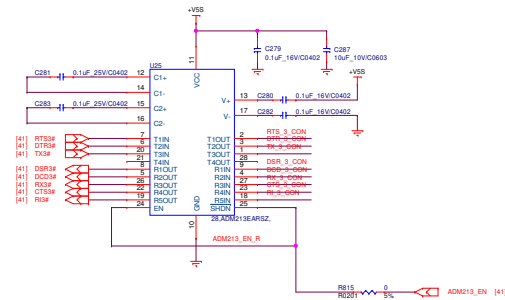 +V5S
C279
0.1uF_16V/C0402
C287
10uF_10V/C0603
+V5S
U25
11
VCC
C281
0.1uF_25V/C0402
12
C1+
14
C1-
C283
0.1uF_25V/C0402
15
C2+
16
C2-
13
V+
C280
0.1uF_16V/C0402
17
V-
C282
0.1uF_16V/C0402
[41] RTS3# 7 T1IN T1OUT 2 RTS_3_CON
[41] DTR3# 6 T2IN T2OUT 3 DTR_3_CON
[41] TX3# 20 T3IN T3OUT 1 TX_3_CON
21 T4IN T4OUT 28
[41] DSR3# 8 R1OUT R1IN 9 DSR_3_CON
[41] DCD3# 5 R2OUT R2IN 4 DCD_3_CON
[41] RX3# 26 R3OUT R3IN 27 RX_3_CON
[41] CTS3# 22 R4OUT R4IN 23 CTS_3_CON
[41] RI3# 19 R5OUT R5IN 18 RI_3_CON
24 EN SHDN 25
GND
10
28,ADM213EARSZ,
ADM213_EN_R
R815
0
R0201
5%
ADM213_EN [41]